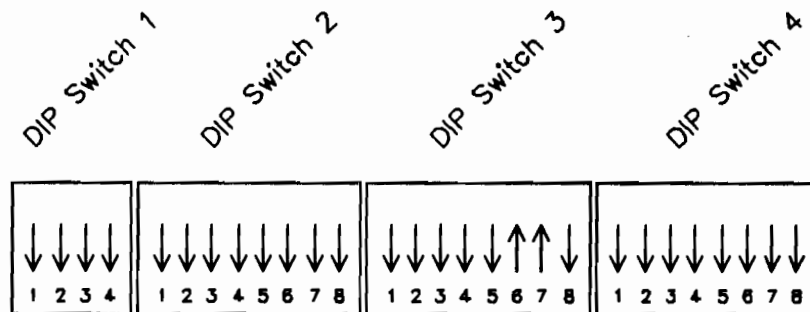 DIP Switch 1
DIP Switch 2
DIP Switch 3
DIP Switch 4
1 2 3 4
1 2 3 4 5 6 7 8
1 2 3 4 5 6 7 8
1 2 3 4 5 6 7 8